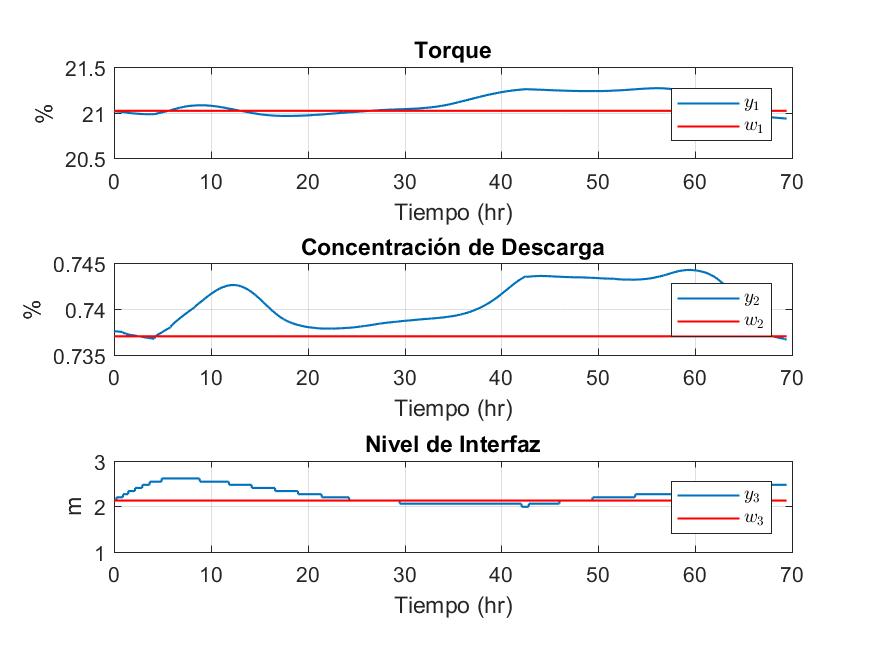 Torque
21.5
21
20.5
%
y₁
w₁
0 10 20 30 40 50 60 70
Tiempo (hr)
Concentración de Descarga
0.745
0.74
0.735
%
y₂
w₂
0 10 20 30 40 50 60 70
Tiempo (hr)
Nivel de Interfaz
3
2
1
m
y₃
w₃
0 10 20 30 40 50 60 70
Tiempo (hr)